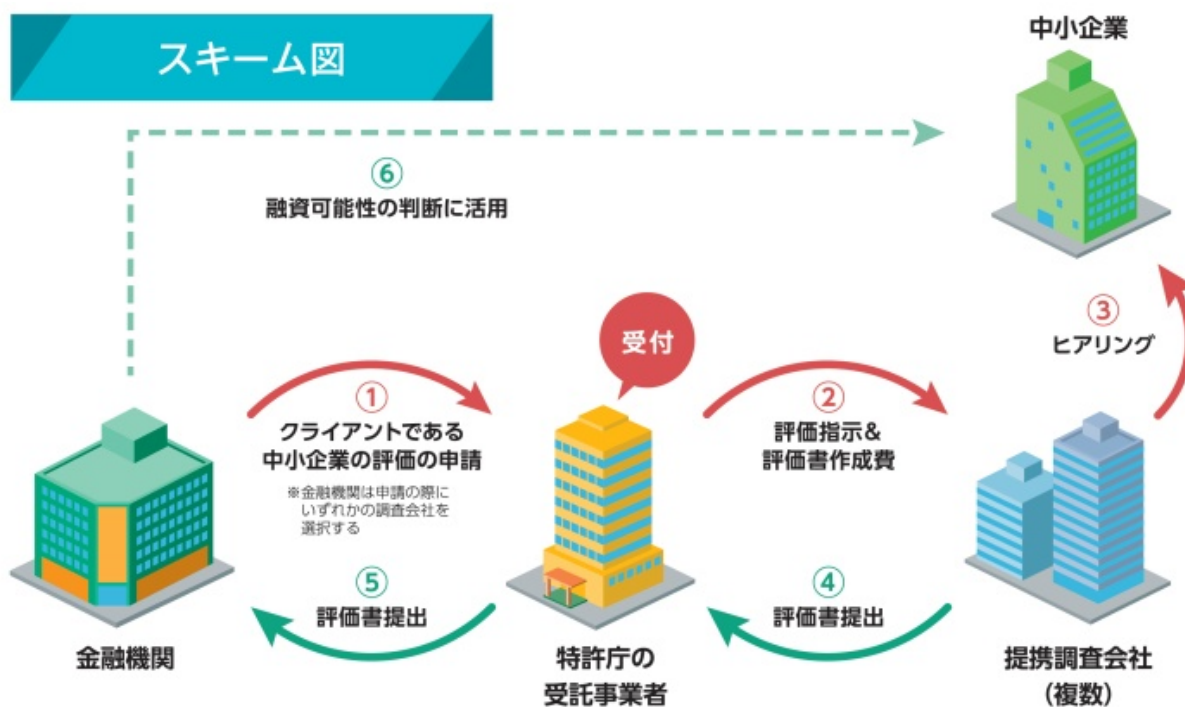 スキーム図
中小企業
⑥
融資可能性の判断に活用
③
ヒアリング
受付
①
クライアントである
中小企業の評価の申請
※金融機関は申請の際に
いずれかの調査会社を
選択する
②
評価指示&
評価書作成費
⑤
評価書提出
④
評価書提出
金融機関
特許庁の
受託事業者
提携調査会社
(複数)